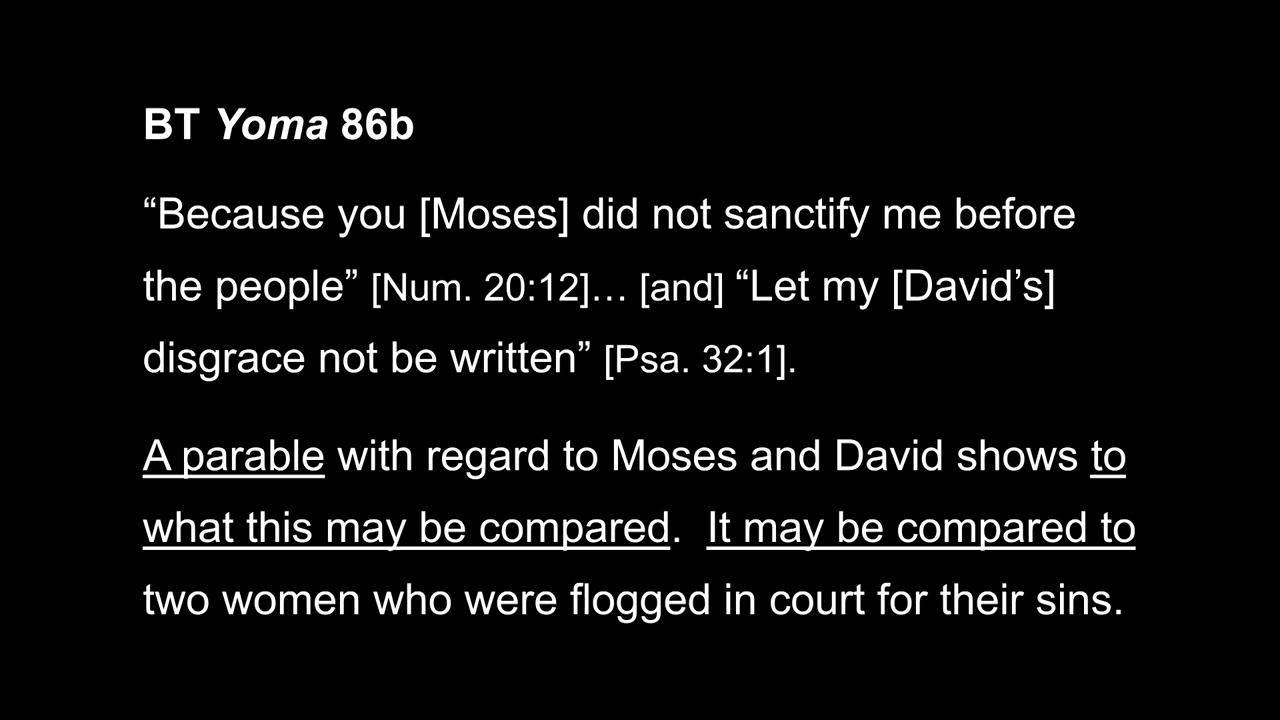 BT Yoma 86b
“Because you [Moses] did not sanctify me before
the people” [Num. 20:12]… [and] “Let my [David’s]
disgrace not be written” [Psa. 32:1].
A parable with regard to Moses and David shows to
what this may be compared.  It may be compared to
two women who were flogged in court for their sins.